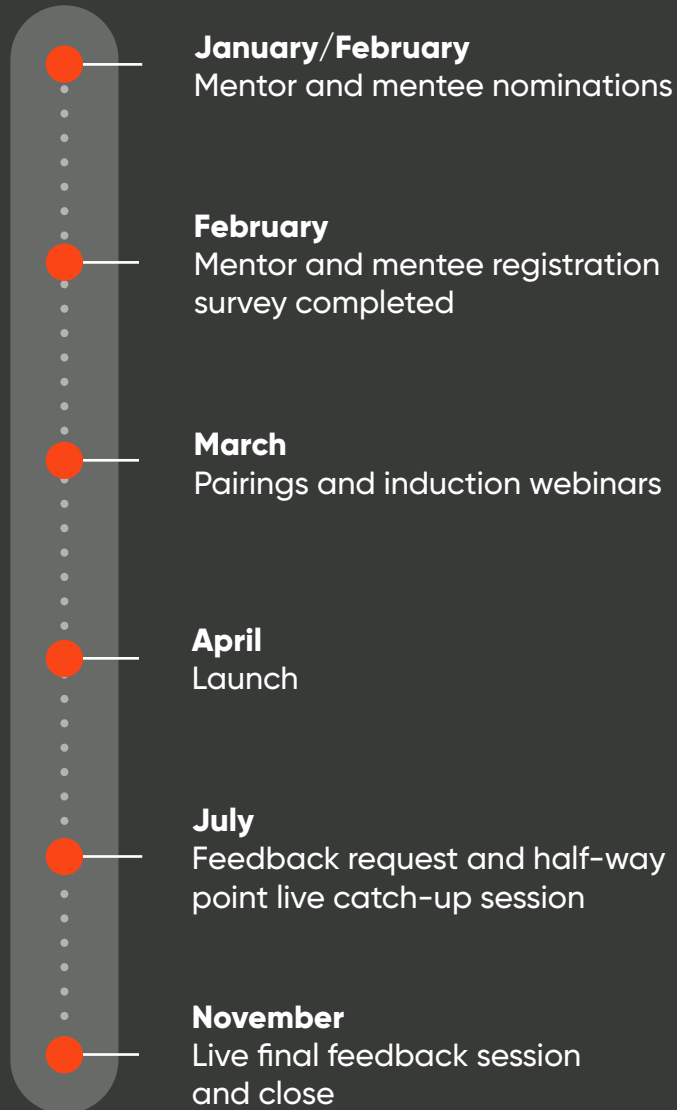 January/February
Mentor and mentee nominations
February
Mentor and mentee registration
survey completed
March
Pairings and induction webinars
April
Launch
July
Feedback request and half-way
point live catch-up session
November
Live final feedback session
and close